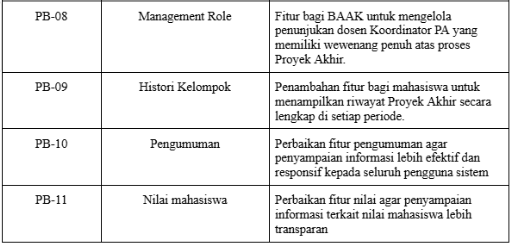 PB-08 Management Role Fitur bagi BAAK untuk mengelola
penunjukan dosen Koordinator PA yang
memiliki wewenang penuh atas proses
Proyek Akhir.
PB-09 Histori Kelompok Penambahan fitur bagi mahasiswa untuk
menampilkan riwayat Proyek Akhir secara
lengkap di setiap periode.
PB-10 Pengumuman Perbaikan fitur pengumuman agar
penyampaian informasi lebih efektif dan
responsif kepada seluruh pengguna sistem
PB-11 Nilai mahasiswa Perbaikan fitur nilai agar penyampaian
informasi terkait nilai mahasiswa lebih
transparan